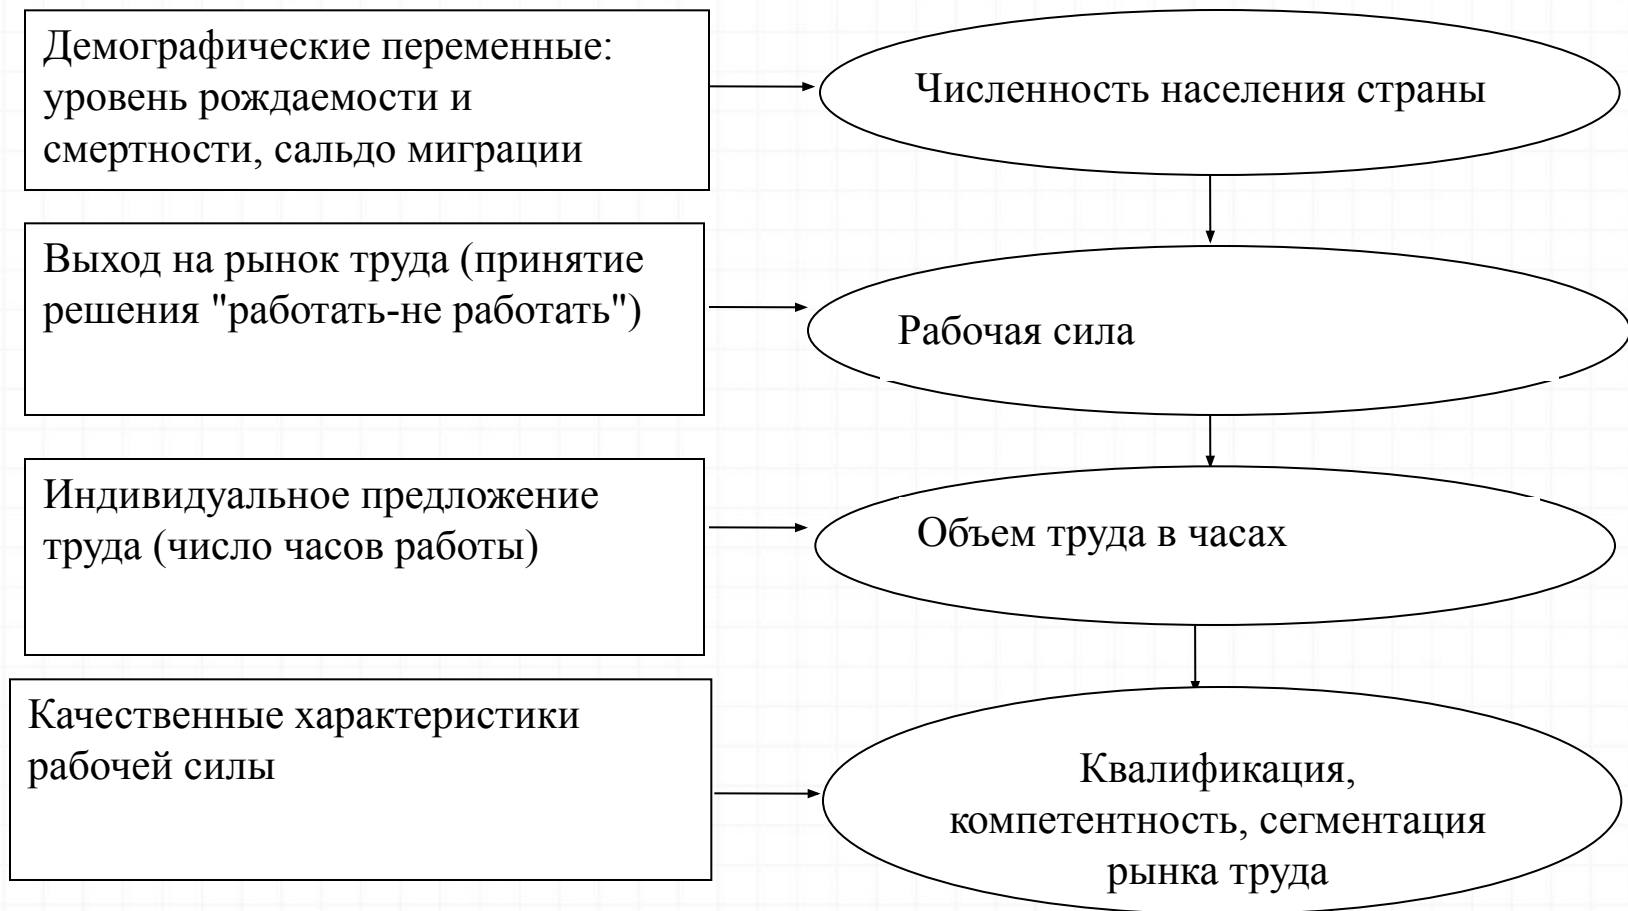 Демографические переменные:
уровень рождаемости и
смертности, сальдо миграции
Численность населения страны
Выход на рынок труда (принятие
решения "работать-не работать")
Рабочая сила
Индивидуальное предложение
труда (число часов работы)
Объем труда в часах
Качественные характеристики
рабочей силы
Квалификация,
компетентность, сегментация
рынка труда